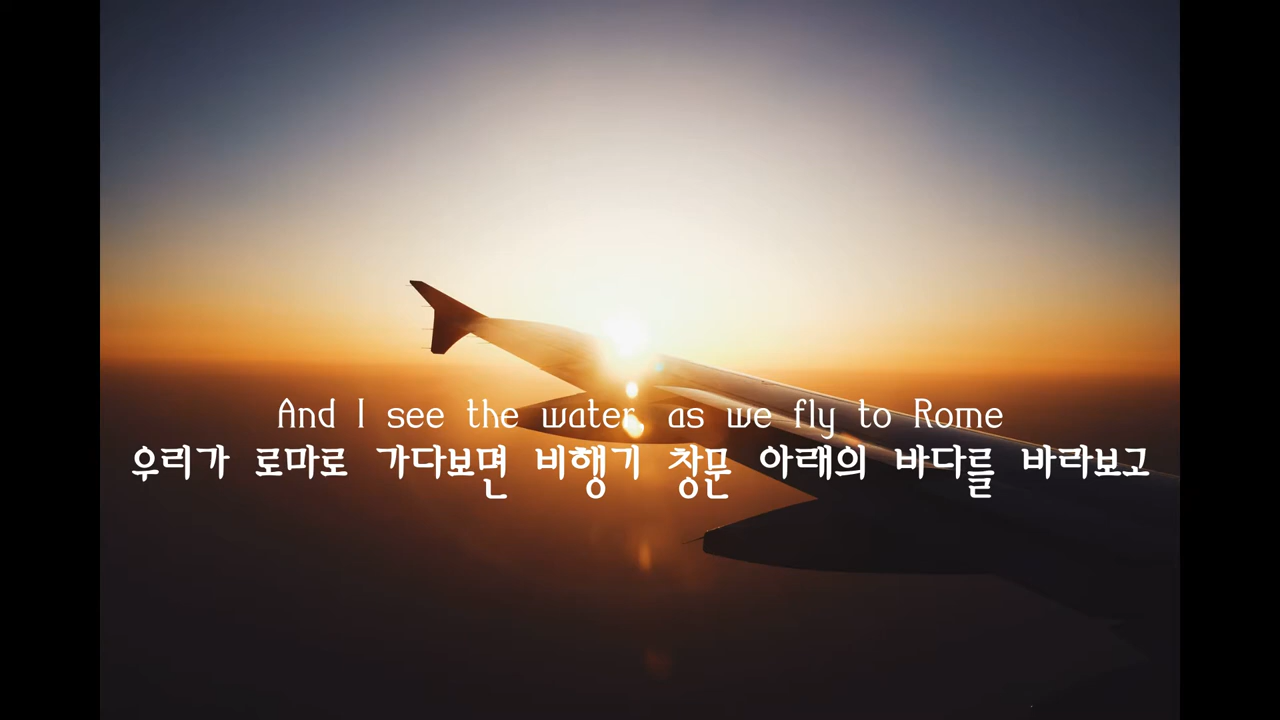 And I see the water, as we fly to Rome
우리가 로마로 가다보면 비행기 창문 아래의 바다를 바라보고